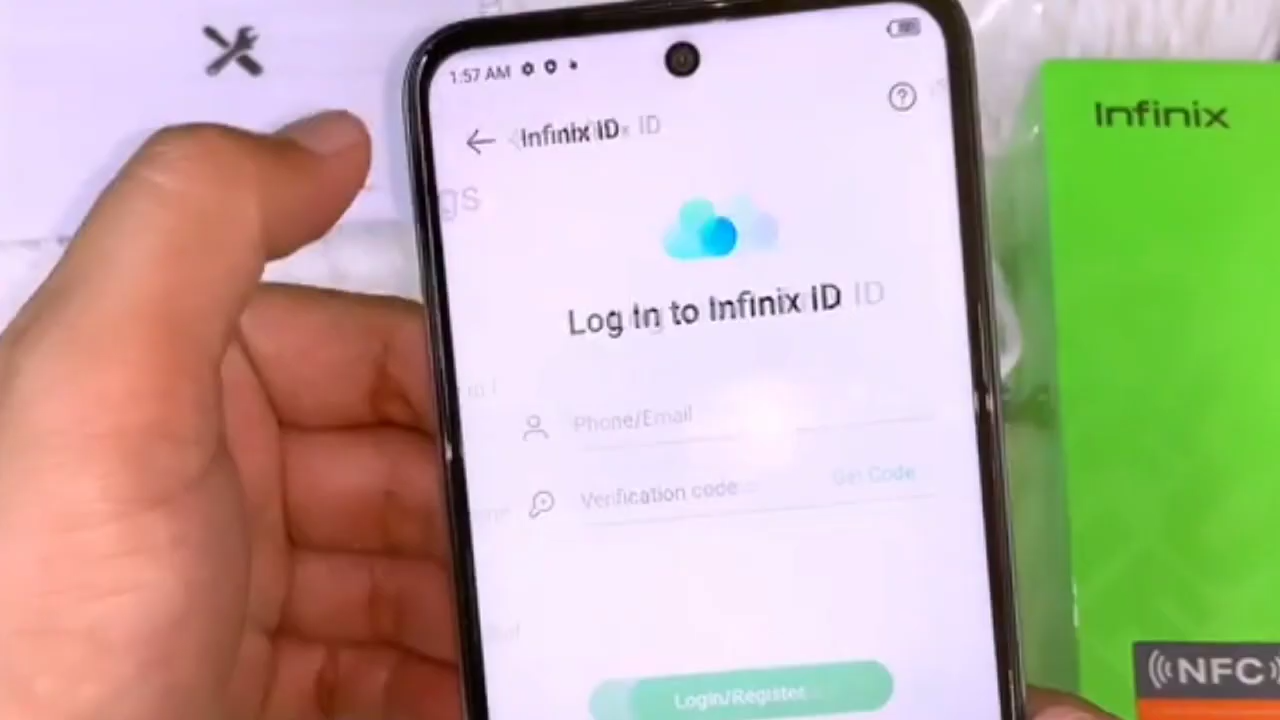 1:57 AM
Infinix ID
Log In to Infinix ID
Phone/Email
Verification code
Get Code
Login/Register
Infinix
NFC